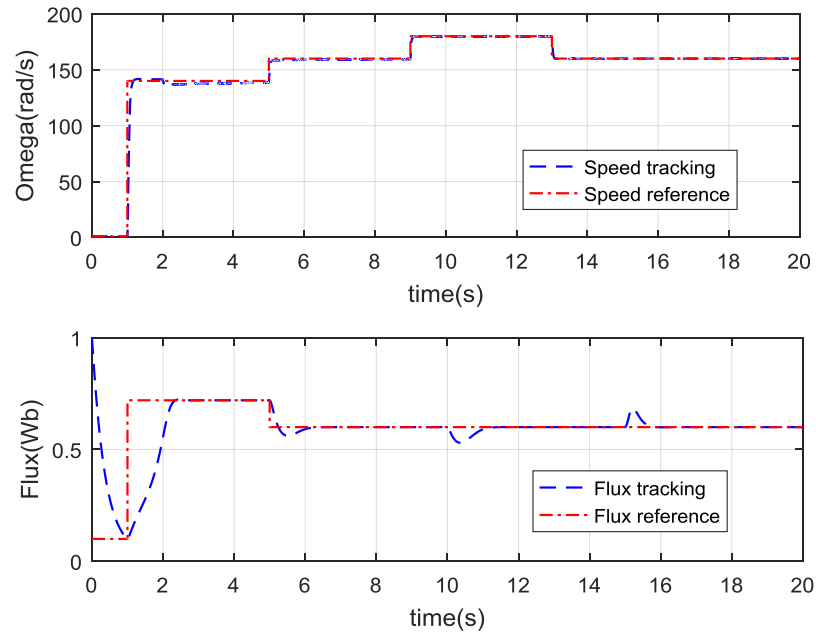 200
150
100
50
0
Omega(rad/s)
Speed tracking
Speed reference
0 2 4 6 8 10 12 14 16 18 20
time(s)
1
0.5
0
Flux(Wb)
Flux tracking
Flux reference
0 2 4 6 8 10 12 14 16 18 20
time(s)